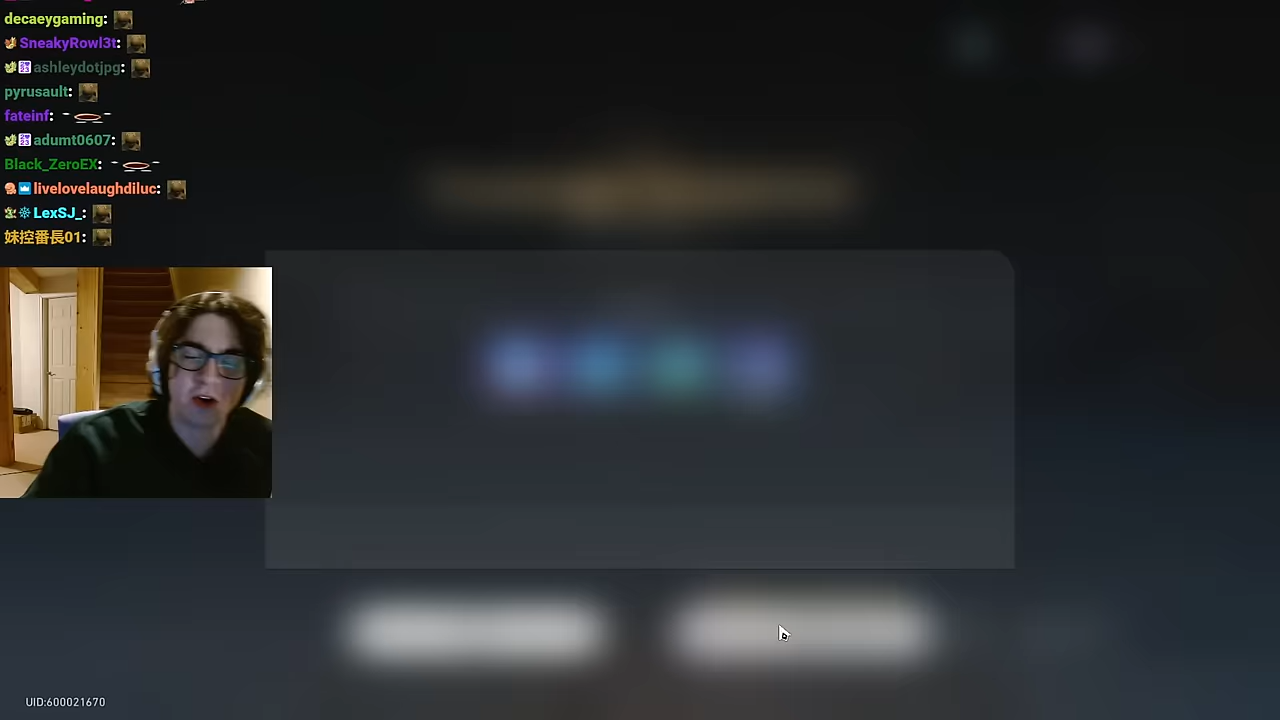 decaeygaming:
SneakyRowl3t:
ashleydotjpg:
pyrusault:
fateinf:
adumt0607:
Black_ZeroEX:
livelovelaughdiluc:
LexSJ_:
妹控番長01:
UID:600021670